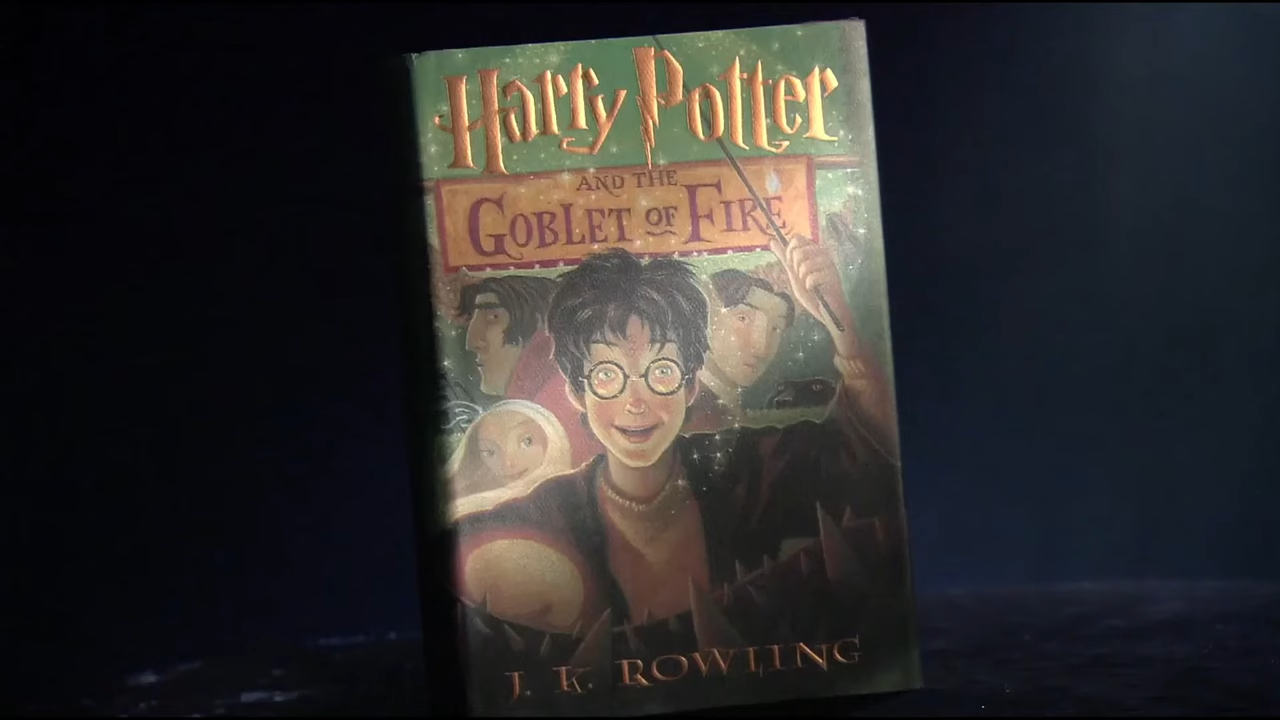 Harry Potter
AND THE
GOBLET OF FIRE
J. K. ROWLING